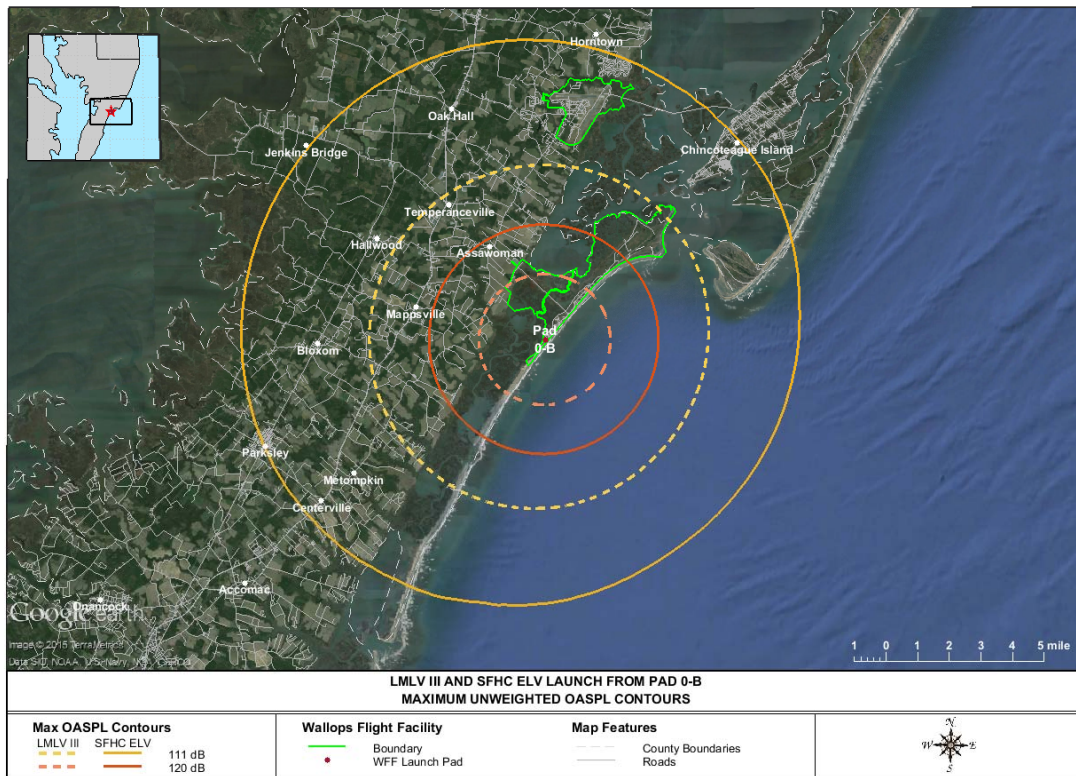 Horntown
Oak Hall
Jenkins Bridge
Chincoteague Island
Temperanceville
Hallwood
Assawoman
Mappsville
Pad
0-B
Bloxom
Parksley
Metompkin
Centerville
Accomac
Onancock
Google earth
Image © 2015 TerraMetrics
Data SIO, NOAA, U.S. Navy,
1 0 1 2 3 4 5 mile
LMLV III AND SFHC ELV LAUNCH FROM PAD 0-B
MAXIMUM UNWEIGHTED OASPL CONTOURS
Max OASPL Contours
LMLV III SFHC ELV
111 dB
120 dB
Wallops Flight Facility
Boundary
WFF Launch Pad
Map Features
County Boundaries
Roads
N
W E
S